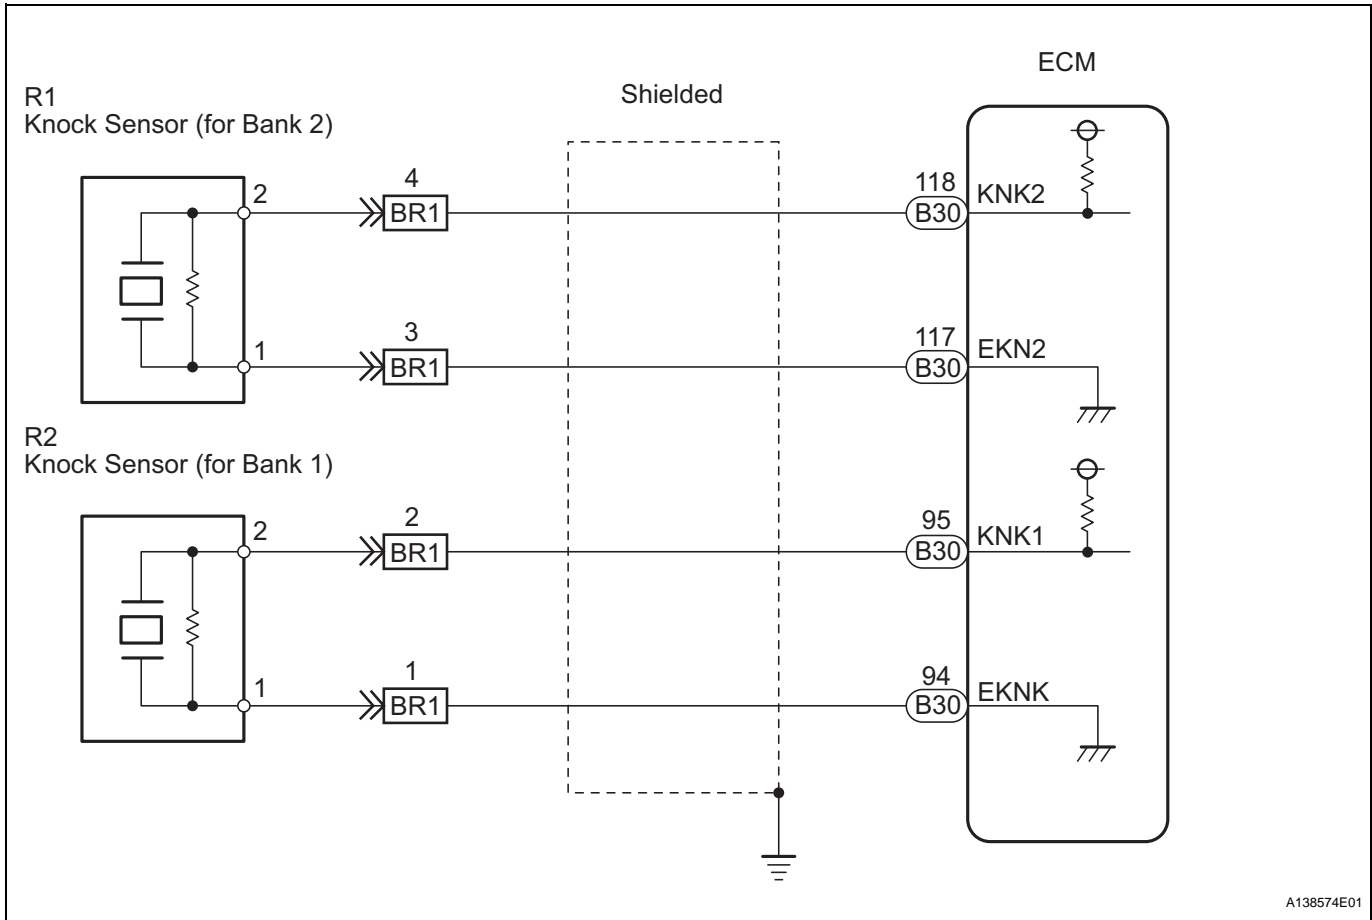 ECM
Shielded
R1
Knock Sensor (for Bank 2)
2
4
BR1
118
B30
KNK2
1
3
BR1
117
B30
EKN2
R2
Knock Sensor (for Bank 1)
2
2
BR1
95
B30
KNK1
1
1
BR1
94
B30
EKNK
A138574E01